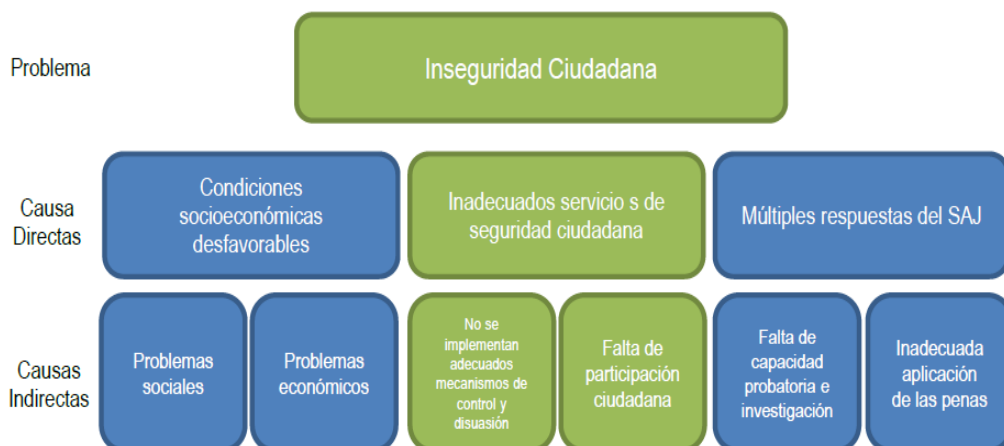 Problema
Inseguridad Ciudadana
Causa
Directas
Condiciones
socioeconómicas
desfavorables
Inadecuados servicio s de
seguridad ciudadana
Múltiples respuestas del SAJ
Causas
Indirectas
Problemas
sociales
Problemas
económicos
No se
implementan
adecuados
mecanismos de
control y
disuasión
Falta de
participación
ciudadana
Falta de
capacidad
probatoria e
investigación
Inadecuada
aplicación
de las penas